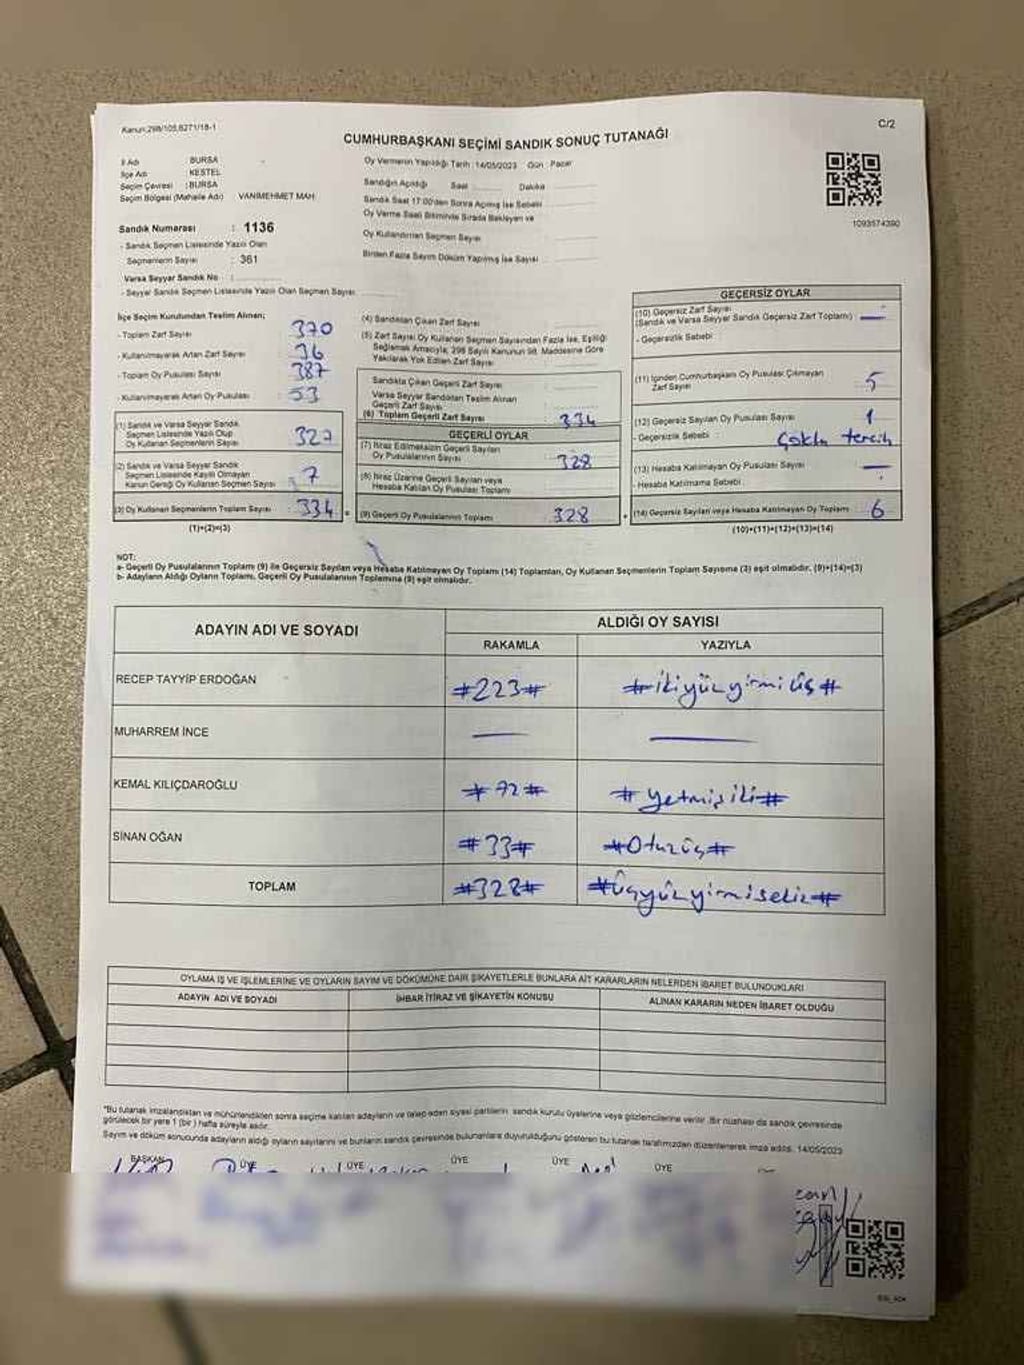 Kanun:298/105,6271/18-1
C/2
CUMHURBAŞKANI SEÇİMİ SANDIK SONUÇ TUTANAĞI
İl Adı : BURSA
İlçe Adı : KESTEL
Seçim Çevresi : BURSA
Seçim Bölgesi (Mahalle Adı) VANİMEHMET MAH
Sandık Numarası : 1136
- Sandık Seçmen Listesinde Yazılı Olan
Seçmenlerin Sayısı : 361
Varsa Seyyar Sandık No :
- Seyyar Sandık Seçmen Listesinde Yazılı Olan Seçmen Sayısı
Oy Vermenin Yapıldığı Tarih : 14/05/2023 Gün : Pazar
Sandığın Açıldığı Saat Dakika
Sandık Saat 17:00'den Sonra Açılmış İse Sebebi
Oy Verme Saati Bitiminde Sırada Bekleyen ve
Oy Kullandırılan Seçmen Sayısı
Birden Fazla Sayım Döküm Yapılmış İse Sayısı
1093574390
İlçe Seçim Kurulundan Teslim Alınan;
- Toplam Zarf Sayısı : 370
- Kullanılmayarak Artan Zarf Sayısı : 36
- Toplam Oy Pusulası Sayısı : 387
- Kullanılmayarak Artan Oy Pusulası : 53
(1) Sandık ve Varsa Seyyar Sandık
Seçmen Listesinde Yazılı Olup
Oy Kullanan Seçmenlerin Sayısı : 327
(2) Sandık ve Varsa Seyyar Sandık
Seçmen Listesinde Kayıtlı Olmayan
Kanun Gereği Oy Kullanan Seçmen Sayısı : 7
(3) Oy Kullanan Seçmenlerin Toplam Sayısı : 334
(1)+(2)=(3)
(4) Sandıktan Çıkan Zarf Sayısı
(5) Zarf Sayısı Oy Kullanan Seçmen Sayısından Fazla İse, Eşitliği
Sağlamak Amacıyla, 298 Sayılı Kanunun 98. Maddesine Göre
Yakılarak Yok Edilen Zarf Sayısı
Sandıkta Çıkan Geçerli Zarf Sayısı
Varsa Seyyar Sandıktan Teslim Alınan
Geçerli Zarf Sayısı
(6) Toplam Geçerli Zarf Sayısı : 334
GEÇERLİ OYLAR
(7) İtiraz Edilmeksizin Geçerli Sayılan
Oy Pusulalarının Sayısı 328
(8) İtiraz Üzerine Geçerli Sayılan veya
Hesaba Katılan Oy Pusulası Toplamı
(9) Geçerli Oy Pusulalarının Toplamı 328
GEÇERSİZ OYLAR
(10) Geçersiz Zarf Sayısı
(Sandık ve Varsa Seyyar Sandık Geçersiz Zarf Toplamı) : —
- Geçersizlik Sebebi :
(11) İçinden Cumhurbaşkanı Oy Pusulası Çıkmayan
Zarf Sayısı 5
(12) Geçersiz Sayılan Oy Pusulası Sayısı 1
- Geçersizlik Sebebi : Çoklu tercih
(13) Hesaba Katılmayan Oy Pusulası Sayısı —
- Hesaba Katılmama Sebebi :
(14) Geçersiz Sayılan veya Hesaba Katılmayan Oy Toplamı 6
(10)+(11)+(12)+(13)=(14)
NOT:
a- Geçerli Oy Pusulalarının Toplamı (9) ile Geçersiz Sayılan veya Hesaba Katılmayan Oy Toplamı (14) Toplamları, Oy Kullanan Seçmenlerin Toplam Sayısına (3) eşit olmalıdır. (9)+(14)=(3)
b- Adayların Aldığı Oyların Toplamı, Geçerli Oy Pusulalarının Toplamına (9) eşit olmalıdır.
ADAYIN ADI VE SOYADI
ALDIĞI OY SAYISI
RAKAMLA YAZIYLA
RECEP TAYYİP ERDOĞAN #223# #ikiyüzyirmiüç#
MUHARREM İNCE — —
KEMAL KILIÇDAROĞLU #72# #yetmişiki#
SİNAN OĞAN #33# #Otuzüç#
TOPLAM #328# #üçyüzyirmisekiz#
OYLAMA İŞ VE İŞLEMLERİNE VE OYLARIN SAYIM VE DÖKÜMÜNE DAİR ŞİKAYETLERLE BUNLARA AİT KARARLARIN NELERDEN İBARET BULUNDUKLARI
ADAYIN ADI VE SOYADI İHBAR İTİRAZ VE ŞİKAYETİN KONUSU ALINAN KARARIN NEDEN İBARET OLDUĞU
"Bu tutanak imzalandıktan ve mühürlendikten sonra seçime katılan adayların ve talep eden siyasi partilerin sandık kurulu üyelerine veya gözlemcilerine verilir. Bir nüshası da sandık çevresinde
görülecek bir yere 1 (bir) hafta süreyle asılır.
Sayım ve döküm sonucunda adayların aldığı oyların sayılarını ve bunların sandık çevresinde bulunanlara duyurulduğunu gösteren bu tutanak tarafımızdan düzenlenerek imza edildi. 14/05/2023
BAŞKAN ÜYE ÜYE ÜYE ÜYE ÜYE